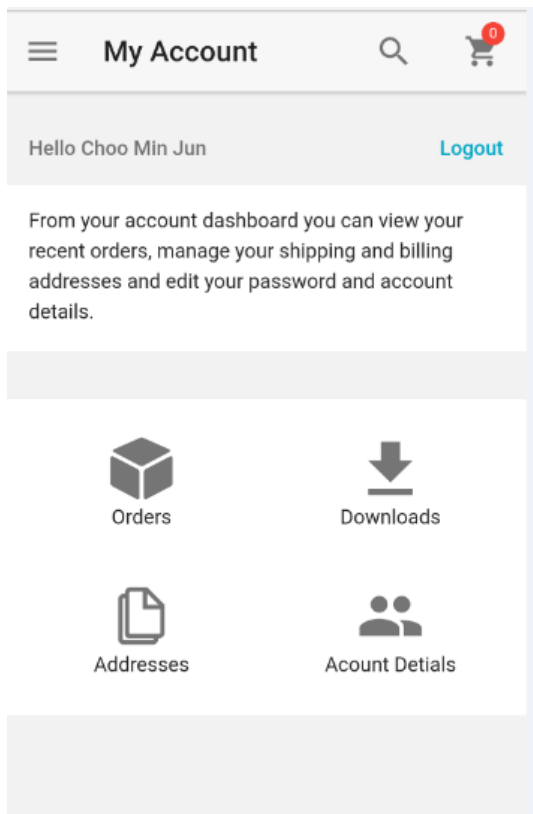 My Account
0
Hello Choo Min Jun
Logout
From your account dashboard you can view your
recent orders, manage your shipping and billing
addresses and edit your password and account
details.
Orders
Downloads
Addresses
Acount Detials